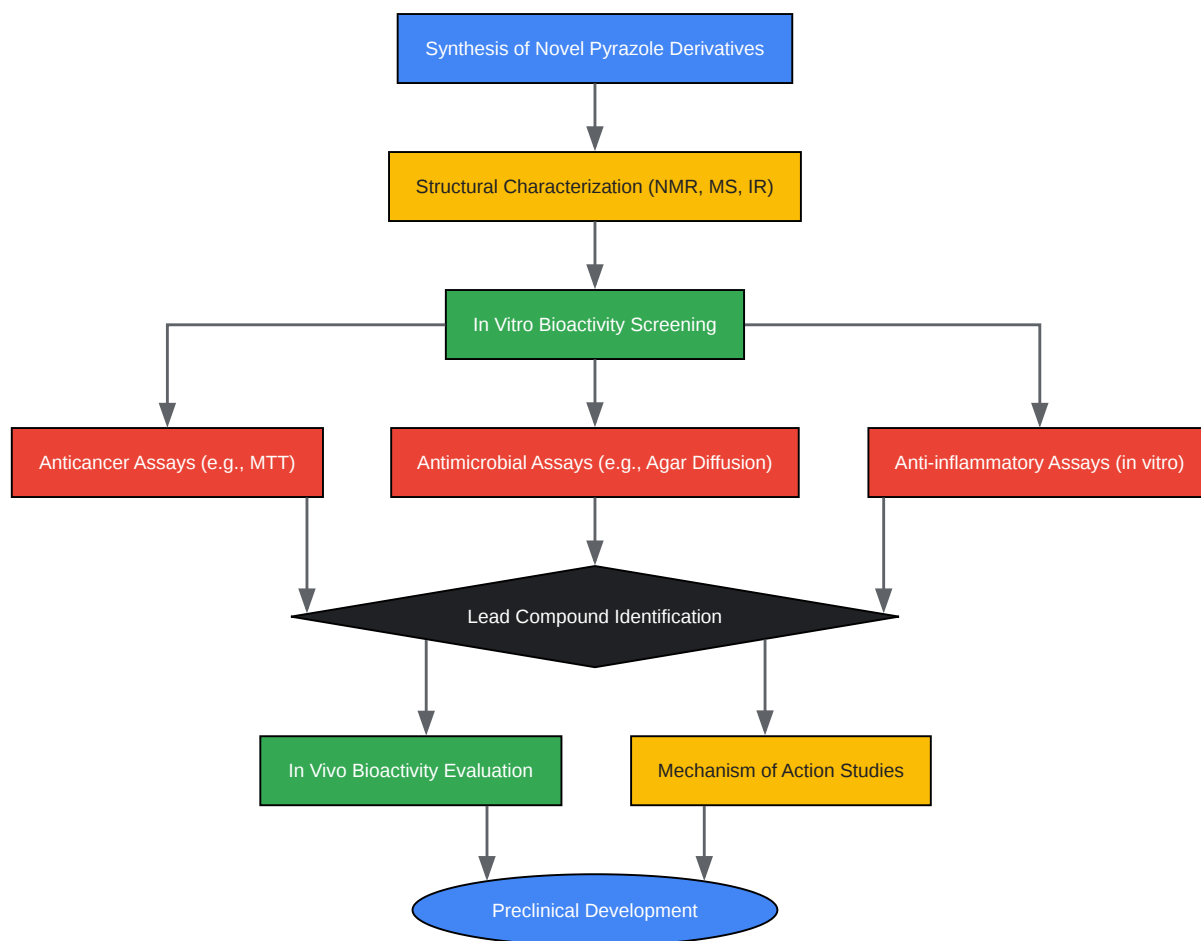 Synthesis of Novel Pyrazole Derivatives
Structural Characterization (NMR, MS, IR)
In Vitro Bioactivity Screening
Anticancer Assays (e.g., MTT)
Antimicrobial Assays (e.g., Agar Diffusion)
Anti-inflammatory Assays (in vitro)
Lead Compound Identification
In Vivo Bioactivity Evaluation
Mechanism of Action Studies
Preclinical Development